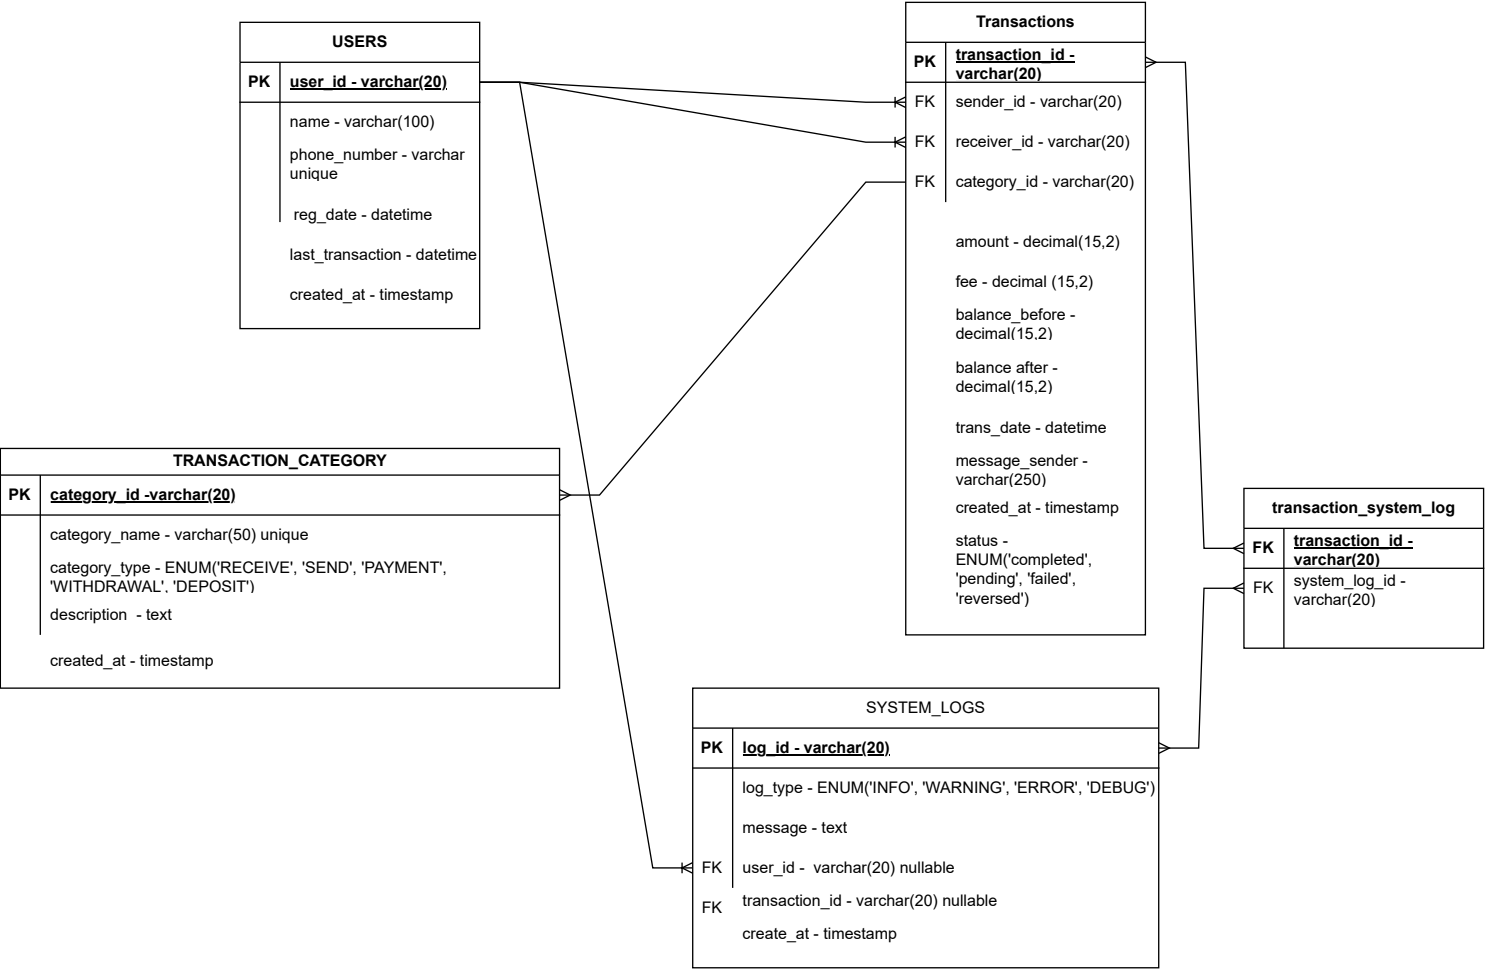 USERS
PK
user_id - varchar(20)
name - varchar(100)
phone_number - varchar
unique
reg_date - datetime
last_transaction - datetime
created_at - timestamp
Transactions
PK
transaction_id -
varchar(20)
FK
sender_id - varchar(20)
FK
receiver_id - varchar(20)
FK
category_id - varchar(20)
amount - decimal(15,2)
fee - decimal (15,2)
balance_before -
decimal(15,2)
balance after -
decimal(15,2)
trans_date - datetime
message_sender -
varchar(250)
created_at - timestamp
status -
ENUM('completed',
'pending', 'failed',
'reversed')
TRANSACTION_CATEGORY
PK
category_id -varchar(20)
category_name - varchar(50) unique
category_type - ENUM('RECEIVE', 'SEND', 'PAYMENT',
'WITHDRAWAL', 'DEPOSIT')
description - text
created_at - timestamp
transaction_system_log
FK
transaction_id -
varchar(20)
FK
system_log_id -
varchar(20)
SYSTEM_LOGS
PK
log_id - varchar(20)
log_type - ENUM('INFO', 'WARNING', 'ERROR', 'DEBUG')
message - text
FK
user_id - varchar(20) nullable
FK
transaction_id - varchar(20) nullable
create_at - timestamp